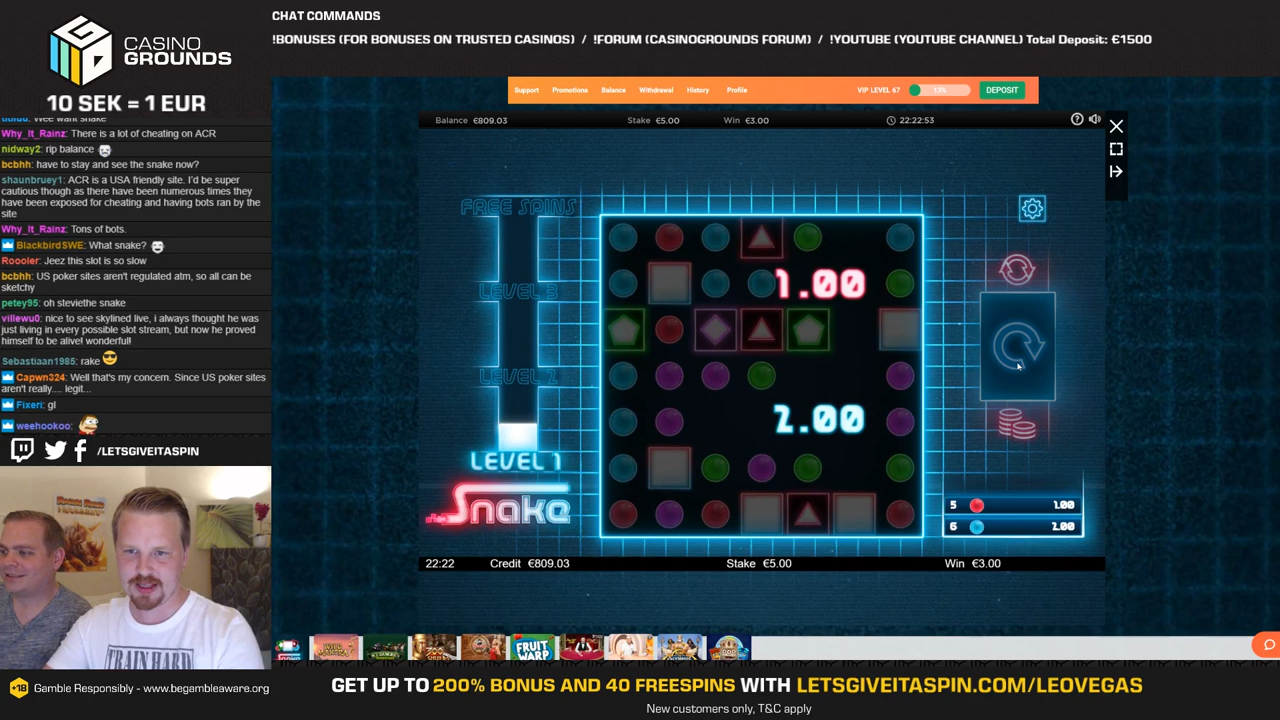 CHAT COMMANDS
!BONUSES (FOR BONUSES ON TRUSTED CASINOS) / !FORUM (CASINOGROUNDS FORUM) / !YOUTUBE (YOUTUBE CHANNEL) Total Deposit: €1500
CASINO
GROUNDS
10 SEK = 1 EUR
Why_It_Rainz: There is a lot of cheating on ACR
nidway2: rip balance
bcbhh: have to stay and see the snake now?
shaunbruey1: ACR is a USA friendly site. I'd be super
cautious though as there have been numerous times they
have been exposed for cheating and having bots ran by the
site
Why_It_Rainz: Tons of bots.
BlackbirdSWE: What snake?
Roooler: Jeez this slot is so slow
bcbhh: US poker sites aren't regulated atm, so all can be
sketchy
petey95: oh steviethe snake
villewu0: nice to see skylined live, i always thought he was
just living in every possible slot stream, but now he proved
himself to be alive! wonderful!
Sebastiaan1985: rake
Capwn324: Well that's my concern. Since US poker sites
aren't really.... legit...
Fixeri: gl
weehookoo:
/LETSGIVEITASPIN
Support Promotions Balance Withdrawal History Profile VIP LEVEL 67 13% DEPOSIT
Balance €809.03 Stake €5.00 Win €3.00 22:22:53
FREE SPINS
LEVEL 3
LEVEL 2
LEVEL 1
Snake
1.00
2.00
5 1.00
6 2.00
22:22 Credit €809.03 Stake €5.00 Win €3.00
FRUIT
WARP
TRAIN HARD
+18 Gamble Responsibly - www.begambleaware.org
GET UP TO 200% BONUS AND 40 FREESPINS WITH LETSGIVEITASPIN.COM/LEOVEGAS
New customers only, T&C apply